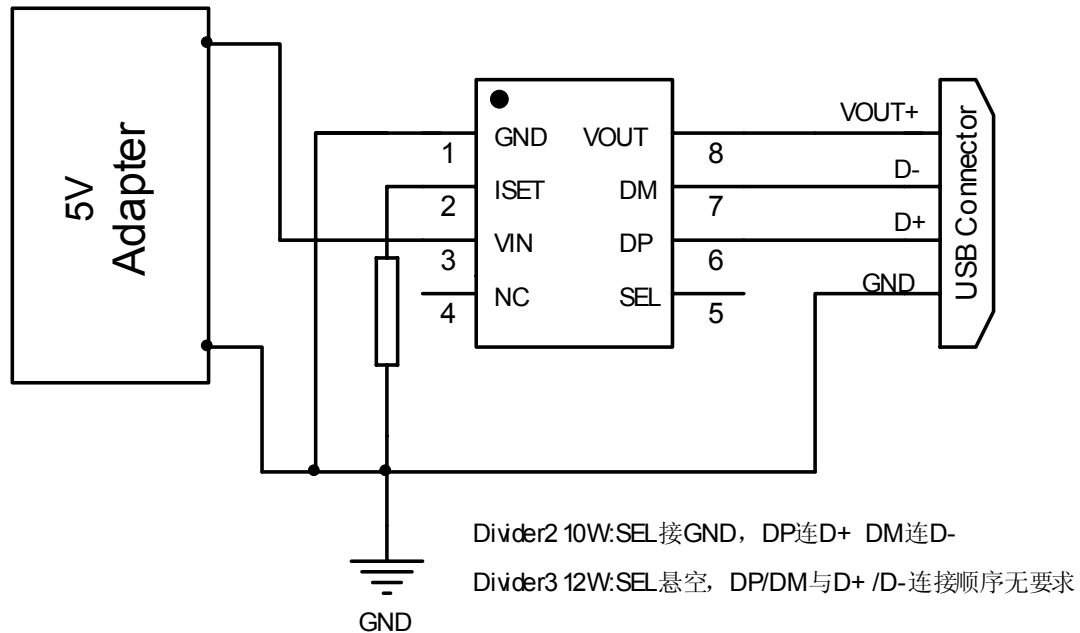 5V
Adapter
GND
ISET
VIN
NC
VOUT
DM
DP
SEL
1
2
3
4
8
7
6
5
VOUT+
D-
D+
GND
USB Connector
GND
Divider2 10W:SEL接GND，DP连D+ DM连D-
Divider3 12W:SEL悬空，DP/DM与D+ /D-连接顺序无要求